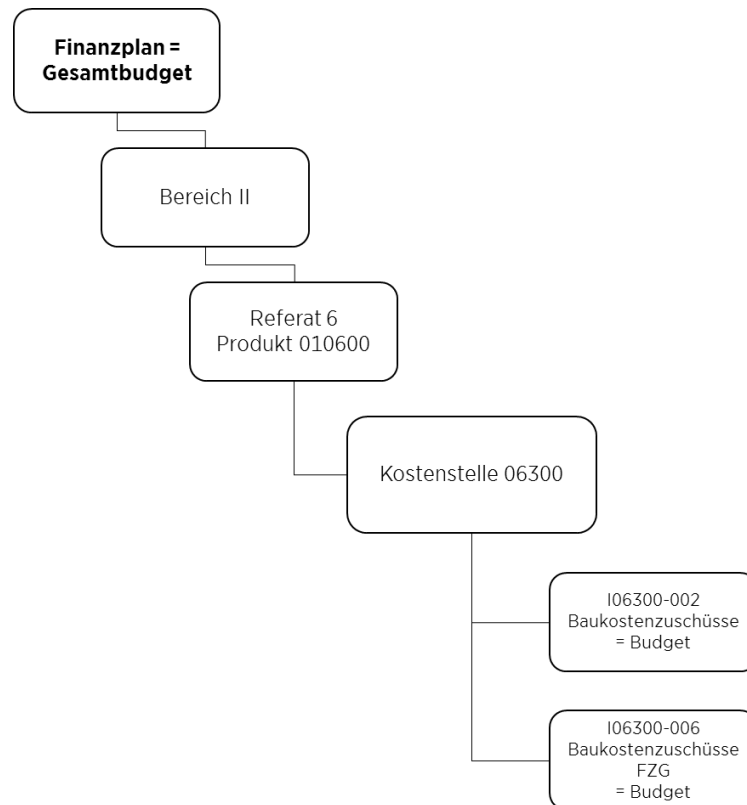 Finanzplan =
Gesamtbudget
Bereich II
Referat 6
Produkt 010600
Kostenstelle 06300
I06300-002
Baukostenzuschüsse
= Budget
I06300-006
Baukostenzuschüsse
FZG
= Budget